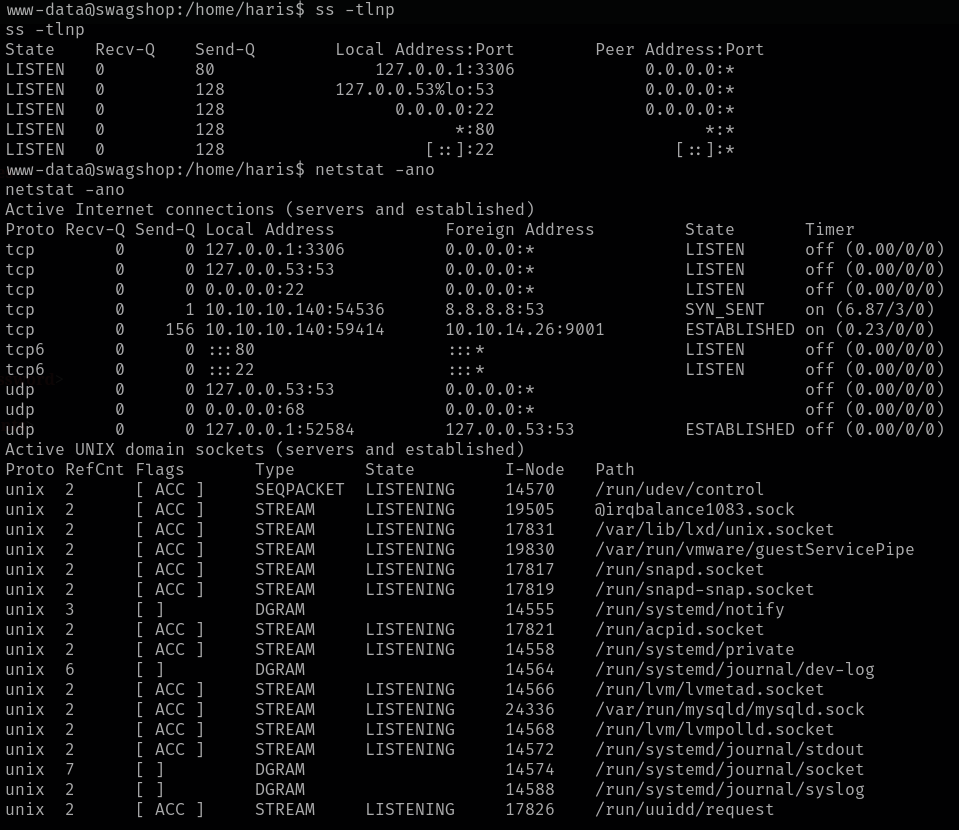 www-data@swagshop:/home/haris$ ss -tlnp
ss -tlnp
State    Recv-Q    Send-Q        Local Address:Port        Peer Address:Port
LISTEN   0         80                127.0.0.1:3306             0.0.0.0:*
LISTEN   0         128           127.0.0.53%lo:53               0.0.0.0:*
LISTEN   0         128                 0.0.0.0:22               0.0.0.0:*
LISTEN   0         128                       *:80                     *:*
LISTEN   0         128                    [::]:22                  [::]:*
www-data@swagshop:/home/haris$ netstat -ano
netstat -ano
Active Internet connections (servers and established)
Proto Recv-Q Send-Q Local Address           Foreign Address         State       Timer
tcp        0      0 127.0.0.1:3306          0.0.0.0:*               LISTEN      off (0.00/0/0)
tcp        0      0 127.0.0.53:53           0.0.0.0:*               LISTEN      off (0.00/0/0)
tcp        0      0 0.0.0.0:22              0.0.0.0:*               LISTEN      off (0.00/0/0)
tcp        0      1 10.10.10.140:54536      8.8.8.8:53              SYN_SENT    on (6.87/3/0)
tcp        0    156 10.10.10.140:59414      10.10.14.26:9001        ESTABLISHED on (0.23/0/0)
tcp6       0      0 :::80                   :::*                    LISTEN      off (0.00/0/0)
tcp6       0      0 :::22                   :::*                    LISTEN      off (0.00/0/0)
udp        0      0 127.0.0.53:53           0.0.0.0:*                           off (0.00/0/0)
udp        0      0 0.0.0.0:68              0.0.0.0:*                           off (0.00/0/0)
udp        0      0 127.0.0.1:52584         127.0.0.53:53           ESTABLISHED off (0.00/0/0)
Active UNIX domain sockets (servers and established)
Proto RefCnt Flags       Type       State         I-Node   Path
unix  2      [ ACC ]     SEQPACKET  LISTENING     14570    /run/udev/control
unix  2      [ ACC ]     STREAM     LISTENING     19505    @irqbalance1083.sock
unix  2      [ ACC ]     STREAM     LISTENING     17831    /var/lib/lxd/unix.socket
unix  2      [ ACC ]     STREAM     LISTENING     19830    /var/run/vmware/guestServicePipe
unix  2      [ ACC ]     STREAM     LISTENING     17817    /run/snapd.socket
unix  2      [ ACC ]     STREAM     LISTENING     17819    /run/snapd-snap.socket
unix  3      [ ]         DGRAM                    14555    /run/systemd/notify
unix  2      [ ACC ]     STREAM     LISTENING     17821    /run/acpid.socket
unix  2      [ ACC ]     STREAM     LISTENING     14558    /run/systemd/private
unix  6      [ ]         DGRAM                    14564    /run/systemd/journal/dev-log
unix  2      [ ACC ]     STREAM     LISTENING     14566    /run/lvm/lvmetad.socket
unix  2      [ ACC ]     STREAM     LISTENING     24336    /var/run/mysqld/mysqld.sock
unix  2      [ ACC ]     STREAM     LISTENING     14568    /run/lvm/lvmpolld.socket
unix  2      [ ACC ]     STREAM     LISTENING     14572    /run/systemd/journal/stdout
unix  7      [ ]         DGRAM                    14574    /run/systemd/journal/socket
unix  2      [ ]         DGRAM                    14588    /run/systemd/journal/syslog
unix  2      [ ACC ]     STREAM     LISTENING     17826    /run/uuidd/request